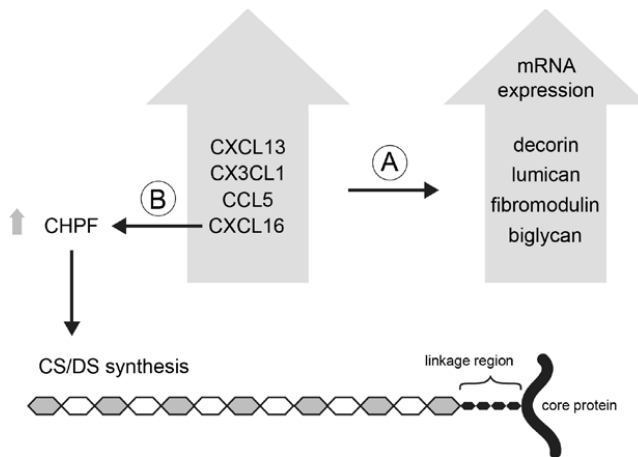 mRNA
expression
CXCL13
CX3CL1
CCL5
CXCL16
A
decorin
lumican
fibromodulin
biglycan
B
CHPF
CS/DS synthesis
linkage region
core protein